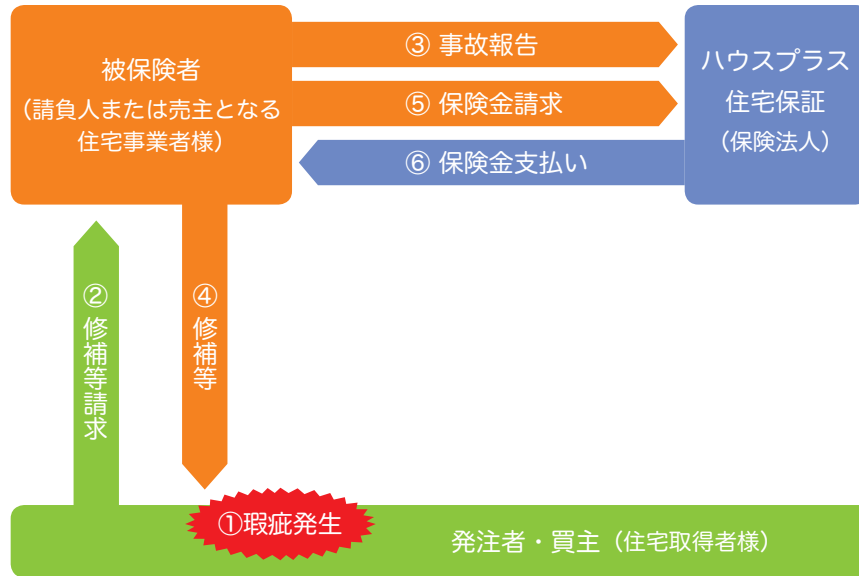 被保険者
（請負人または売主となる
住宅事業者様）
③ 事故報告
⑤ 保険金請求
⑥ 保険金支払い
ハウスプラス
住宅保証
（保険法人）
②修補等請求
④修補等
①瑕疵発生
発注者・買主（住宅取得者様）